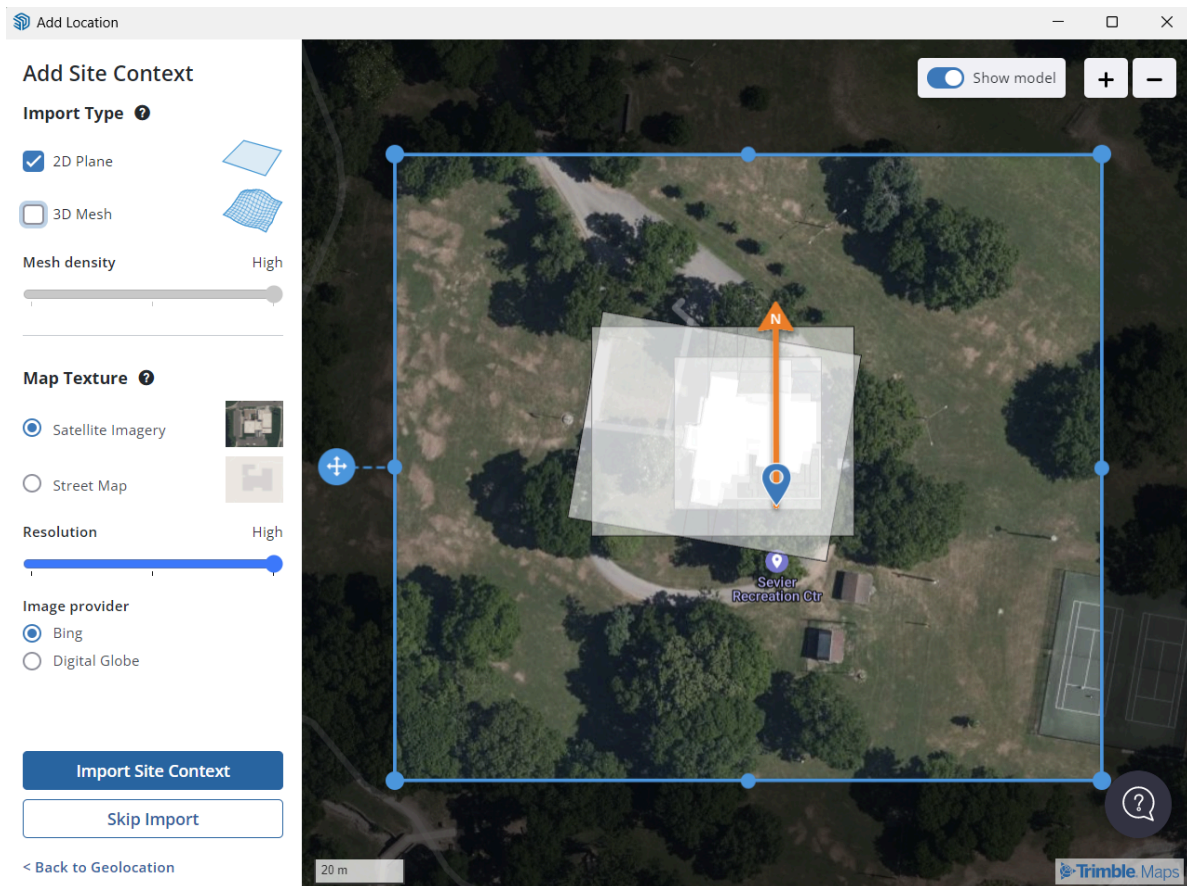 Add Location
Add Site Context
Import Type ?
2D Plane
3D Mesh
Mesh density High
Map Texture ?
Satellite Imagery
Street Map
Resolution High
Image provider
Bing
Digital Globe
Import Site Context
Skip Import
< Back to Geolocation
Show model
+ −
N
Sevier
Recreation Ctr
?
20 m
Trimble. Maps